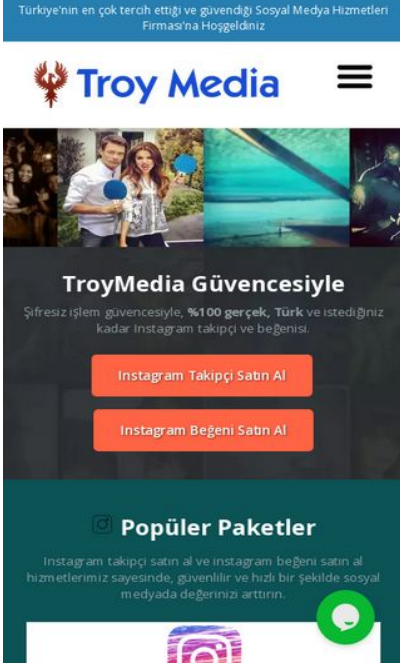 Türkiye'nin en çok tercih ettiği ve güvendiği Sosyal Medya Hizmetleri
Firması'na Hoşgeldiniz
Troy Media
TroyMedia Güvencesiyle
Şifresiz işlem güvencesiyle, %100 gerçek, Türk ve istediğiniz
kadar Instagram takipçi ve beğenisi.
Instagram Takipçi Satın Al
Instagram Beğeni Satın Al
Popüler Paketler
Instagram takipçi satın al ve instagram beğeni satın al
hizmetlerimiz sayesinde, güvenlilir ve hızlı bir şekilde sosyal
medyada değerinizi arttırın.